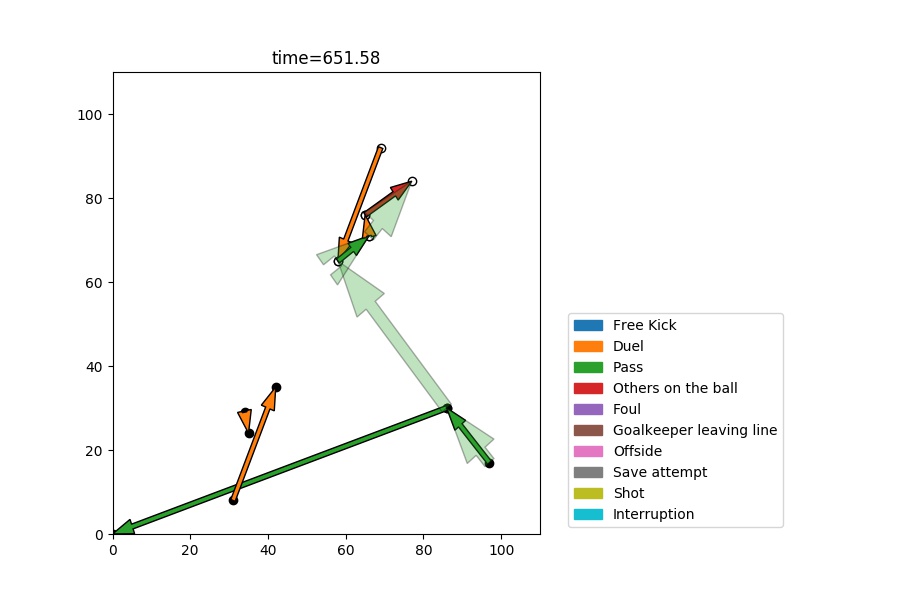 time=651.58
100
80
60
40
20
0
0 20 40 60 80 100
Free Kick
Duel
Pass
Others on the ball
Foul
Goalkeeper leaving line
Offside
Save attempt
Shot
Interruption